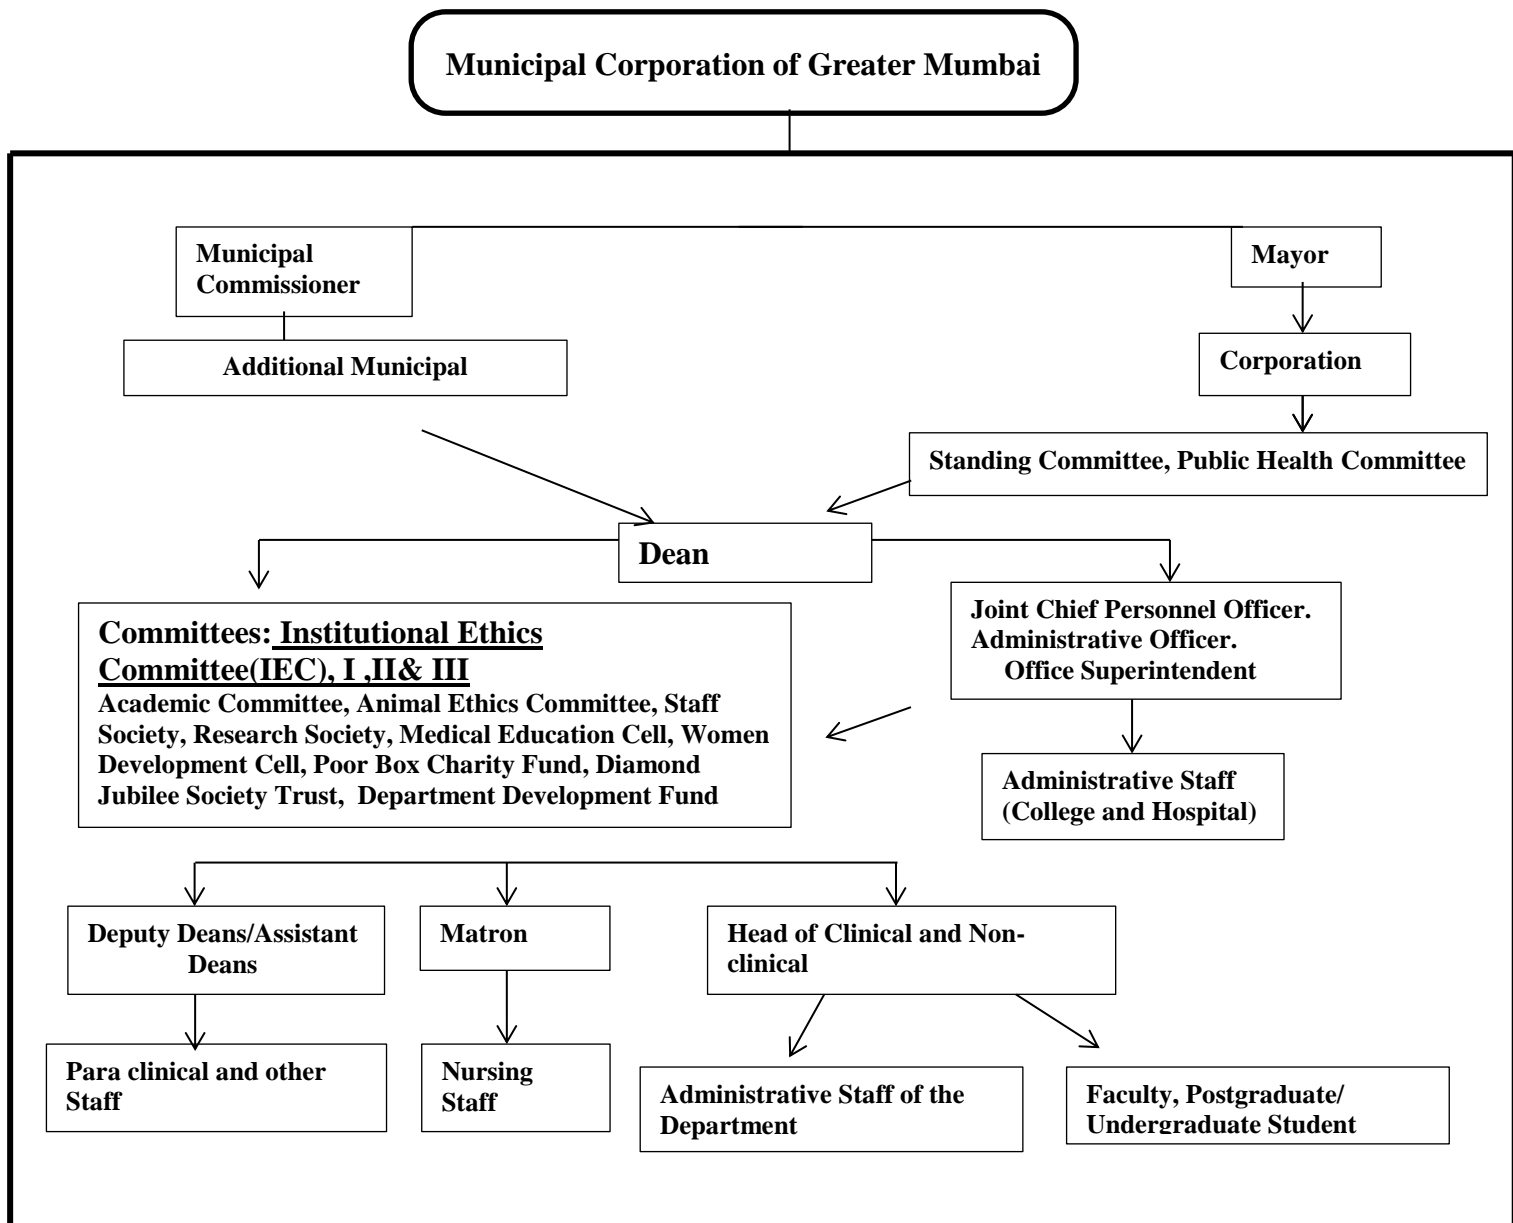 Municipal Corporation of Greater Mumbai
Municipal
Commissioner
Mayor
Additional Municipal
Corporation
Standing Committee, Public Health Committee
Dean
Committees: Institutional Ethics
Committee(IEC), I ,II& III
Academic Committee, Animal Ethics Committee, Staff
Society, Research Society, Medical Education Cell, Women
Development Cell, Poor Box Charity Fund, Diamond
Jubilee Society Trust, Department Development Fund
Joint Chief Personnel Officer.
Administrative Officer.
Office Superintendent
Administrative Staff
(College and Hospital)
Deputy Deans/Assistant
Deans
Matron
Head of Clinical and Non-
clinical
Para clinical and other
Staff
Nursing
Staff
Administrative Staff of the
Department
Faculty, Postgraduate/
Undergraduate Student